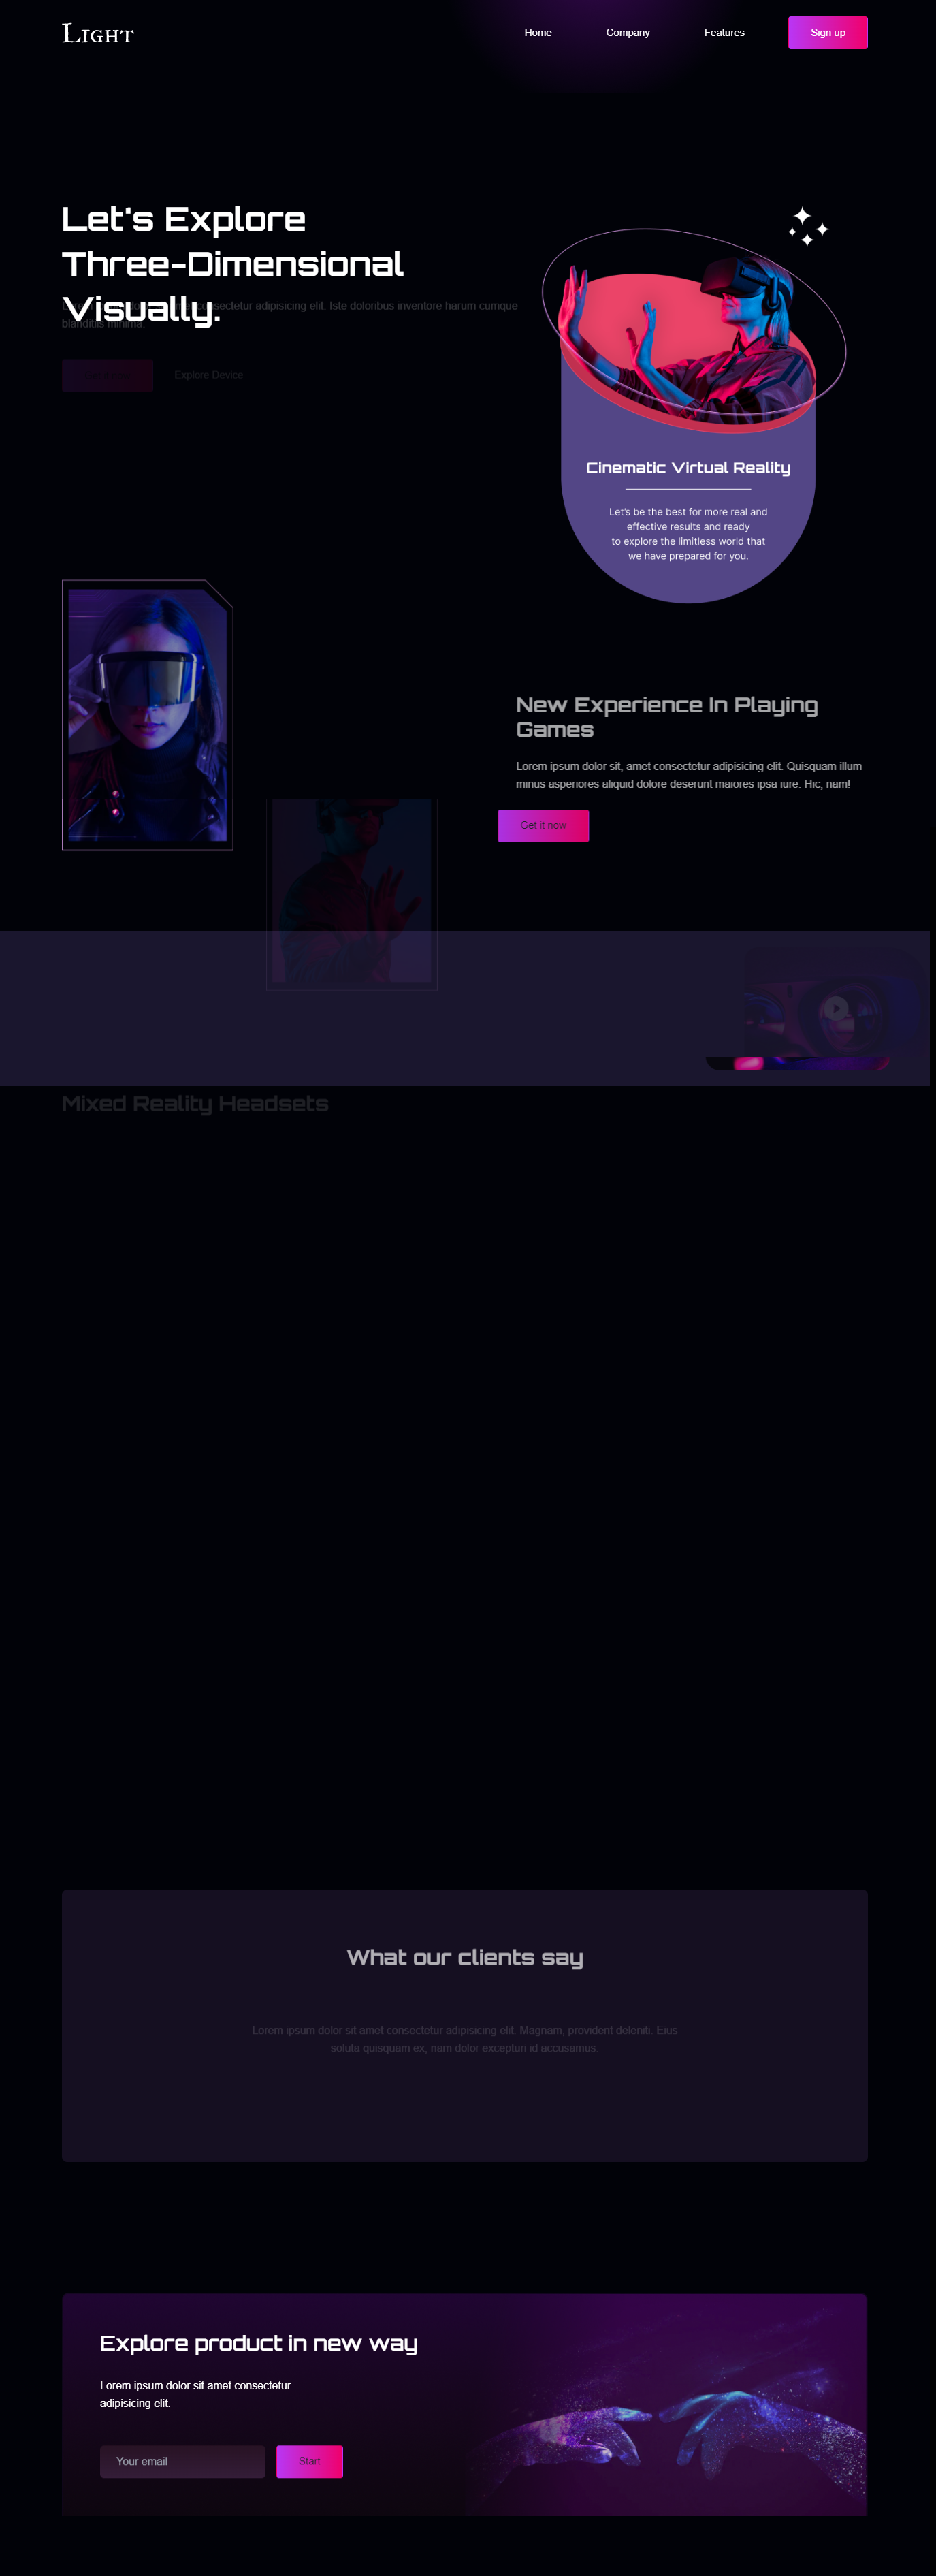 Light
Home
Company
Features
Sign up
Let's Explore
Three-Dimensional
Visually.
consectetur adipisicing elit. Iste doloribus inventore harum cumque
blanditiis minima.
Explore Device
Cinematic Virtual Reality
Let's be the best for more real and
effective results and ready
to explore the limitless world that
we have prepared for you.
New Experience In Playing
Games
Lorem ipsum dolor sit, amet consectetur adipisicing elit. Quisquam illum
minus asperiores aliquid dolore deserunt maiores ipsa iure. Hic, nam!
Get it now
Mixed Reality Headsets
What our clients say
Lorem ipsum dolor sit amet consectetur adipisicing elit. Magnam, provident deleniti. Eius
soluta quisquam ex, nam dolor excepturi id accusamus.
Explore product in new way
Lorem ipsum dolor sit amet consectetur
adipisicing elit.
Your email
Start